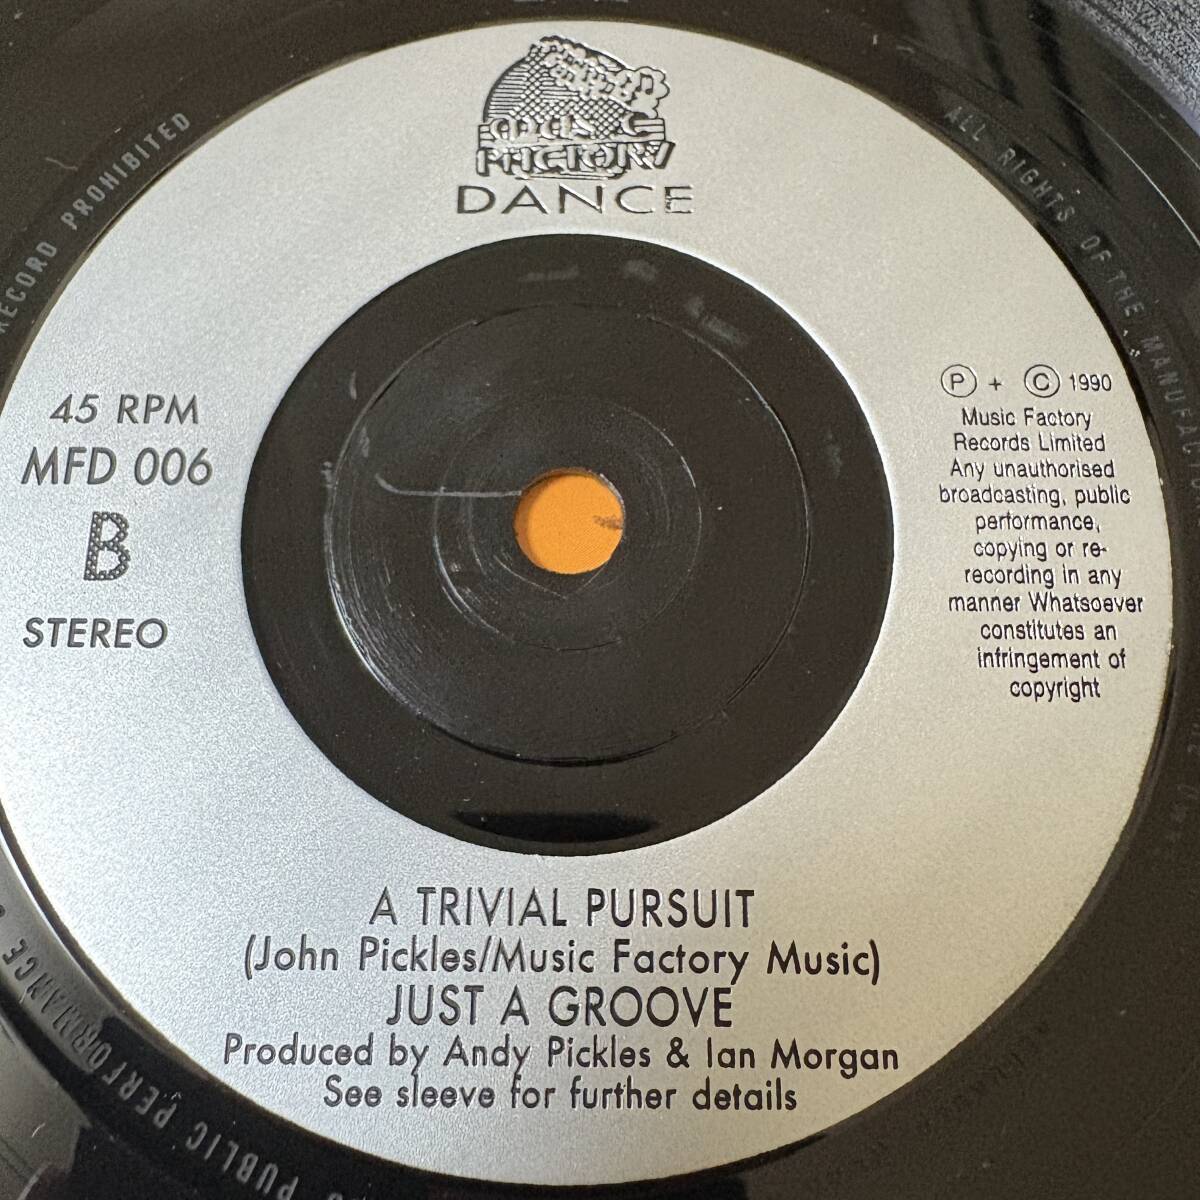 MUSIC
FACTORY
DANCE
45 RPM
MFD 006
B
STEREO
Ⓟ + © 1990
Music Factory
Records Limited
Any unauthorised
broadcasting, public
performance,
copying or re-
recording in any
manner Whatsoever
constitutes an
infringement of
copyright
A TRIVIAL PURSUIT
(John Pickles/Music Factory Music)
JUST A GROOVE
Produced by Andy Pickles & Ian Morgan
See sleeve for further details
ALL RIGHTS OF THE MANUFAC
PUBLIC PERFORMANCE
RECORD PROHIBITED